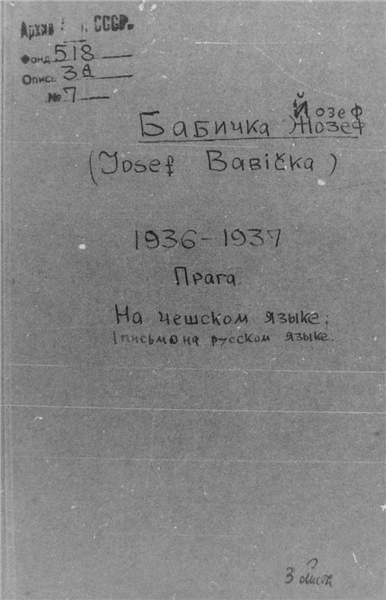 Архив СССР.
Фонд 518
Опись 3А
№ 7
Йозеф
Бабичка Жозеф
(Josef Babička)
1936-1937
Прага
На чешском языке;
1 письмо на русском языке.
3 листа